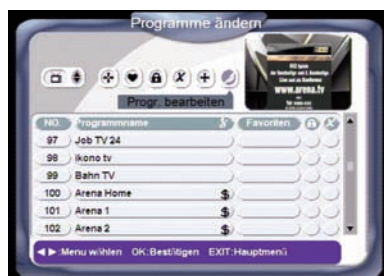 Programme ändern
www.arena.tv
Progr. bearbeiten
NO. Programmname $ Favoriten
97 Job TV 24
98 ikono tv
99 Bahn TV
100 Arena Home $
101 Arena 1 $
102 Arena 2 $
Menu wählen OK:Bestätigen EXIT:Hauptmenü